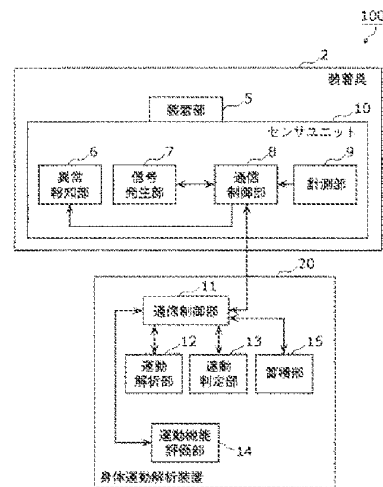 100
2
装着具
装着部
5
10
センサユニット
6
7
8
9
異常
報知部
信号
発生部
通信
制御部
計測部
20
11
通信制御部
12
13
15
運動
解析部
運動
判定部
蓄積部
運動機能
評価部
14
身体運動解析装置